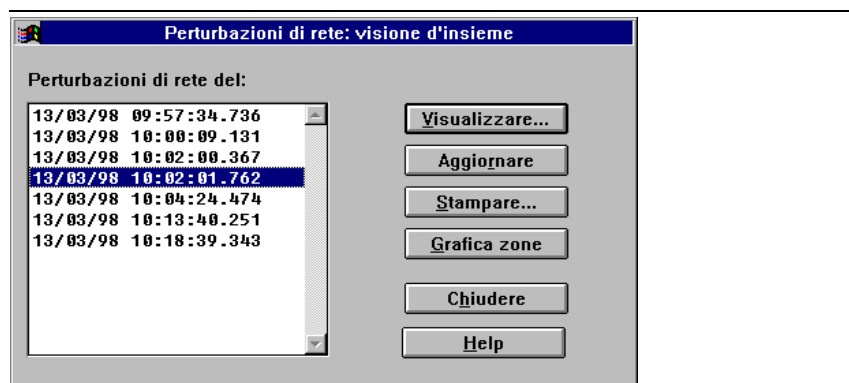 Perturbazioni di rete: visione d'insieme
Perturbazioni di rete del:
13/03/98 09:57:34.736
13/03/98 10:00:09.131
13/03/98 10:02:00.367
13/03/98 10:02:01.762
13/03/98 10:04:24.474
13/03/98 10:13:40.251
13/03/98 10:18:39.343
Visualizzare...
Aggiornare
Stampare...
Grafica zone
Chiudere
Help